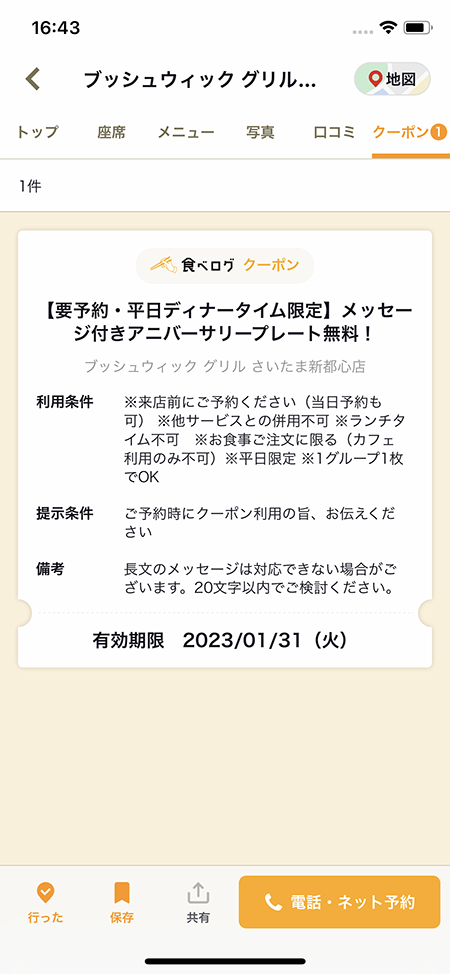 16:43
ブッシュウィック グリル...
地図
トップ 座席 メニュー 写真 口コミ クーポン1
1件
食べログ クーポン
【要予約・平日ディナータイム限定】メッセー
ジ付きアニバーサリープレート無料！
ブッシュウィック グリル さいたま新都心店
利用条件 ※来店前にご予約ください（当日予約も
可） ※他サービスとの併用不可 ※ランチタ
イム不可　※お食事ご注文に限る（カフェ
利用のみ不可）※平日限定 ※1グループ1枚
でOK
提示条件 ご予約時にクーポン利用の旨、お伝えくだ
さい
備考 長文のメッセージは対応できない場合がご
ざいます。20文字以内でご検討ください。
有効期限 2023/01/31（火）
行った 保存 共有 電話・ネット予約